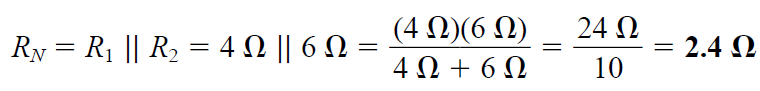 R_N = R_1 || R_2 = 4 Ω || 6 Ω = (4 Ω)(6 Ω) / 4 Ω + 6 Ω = 24 Ω / 10 = 2.4 Ω